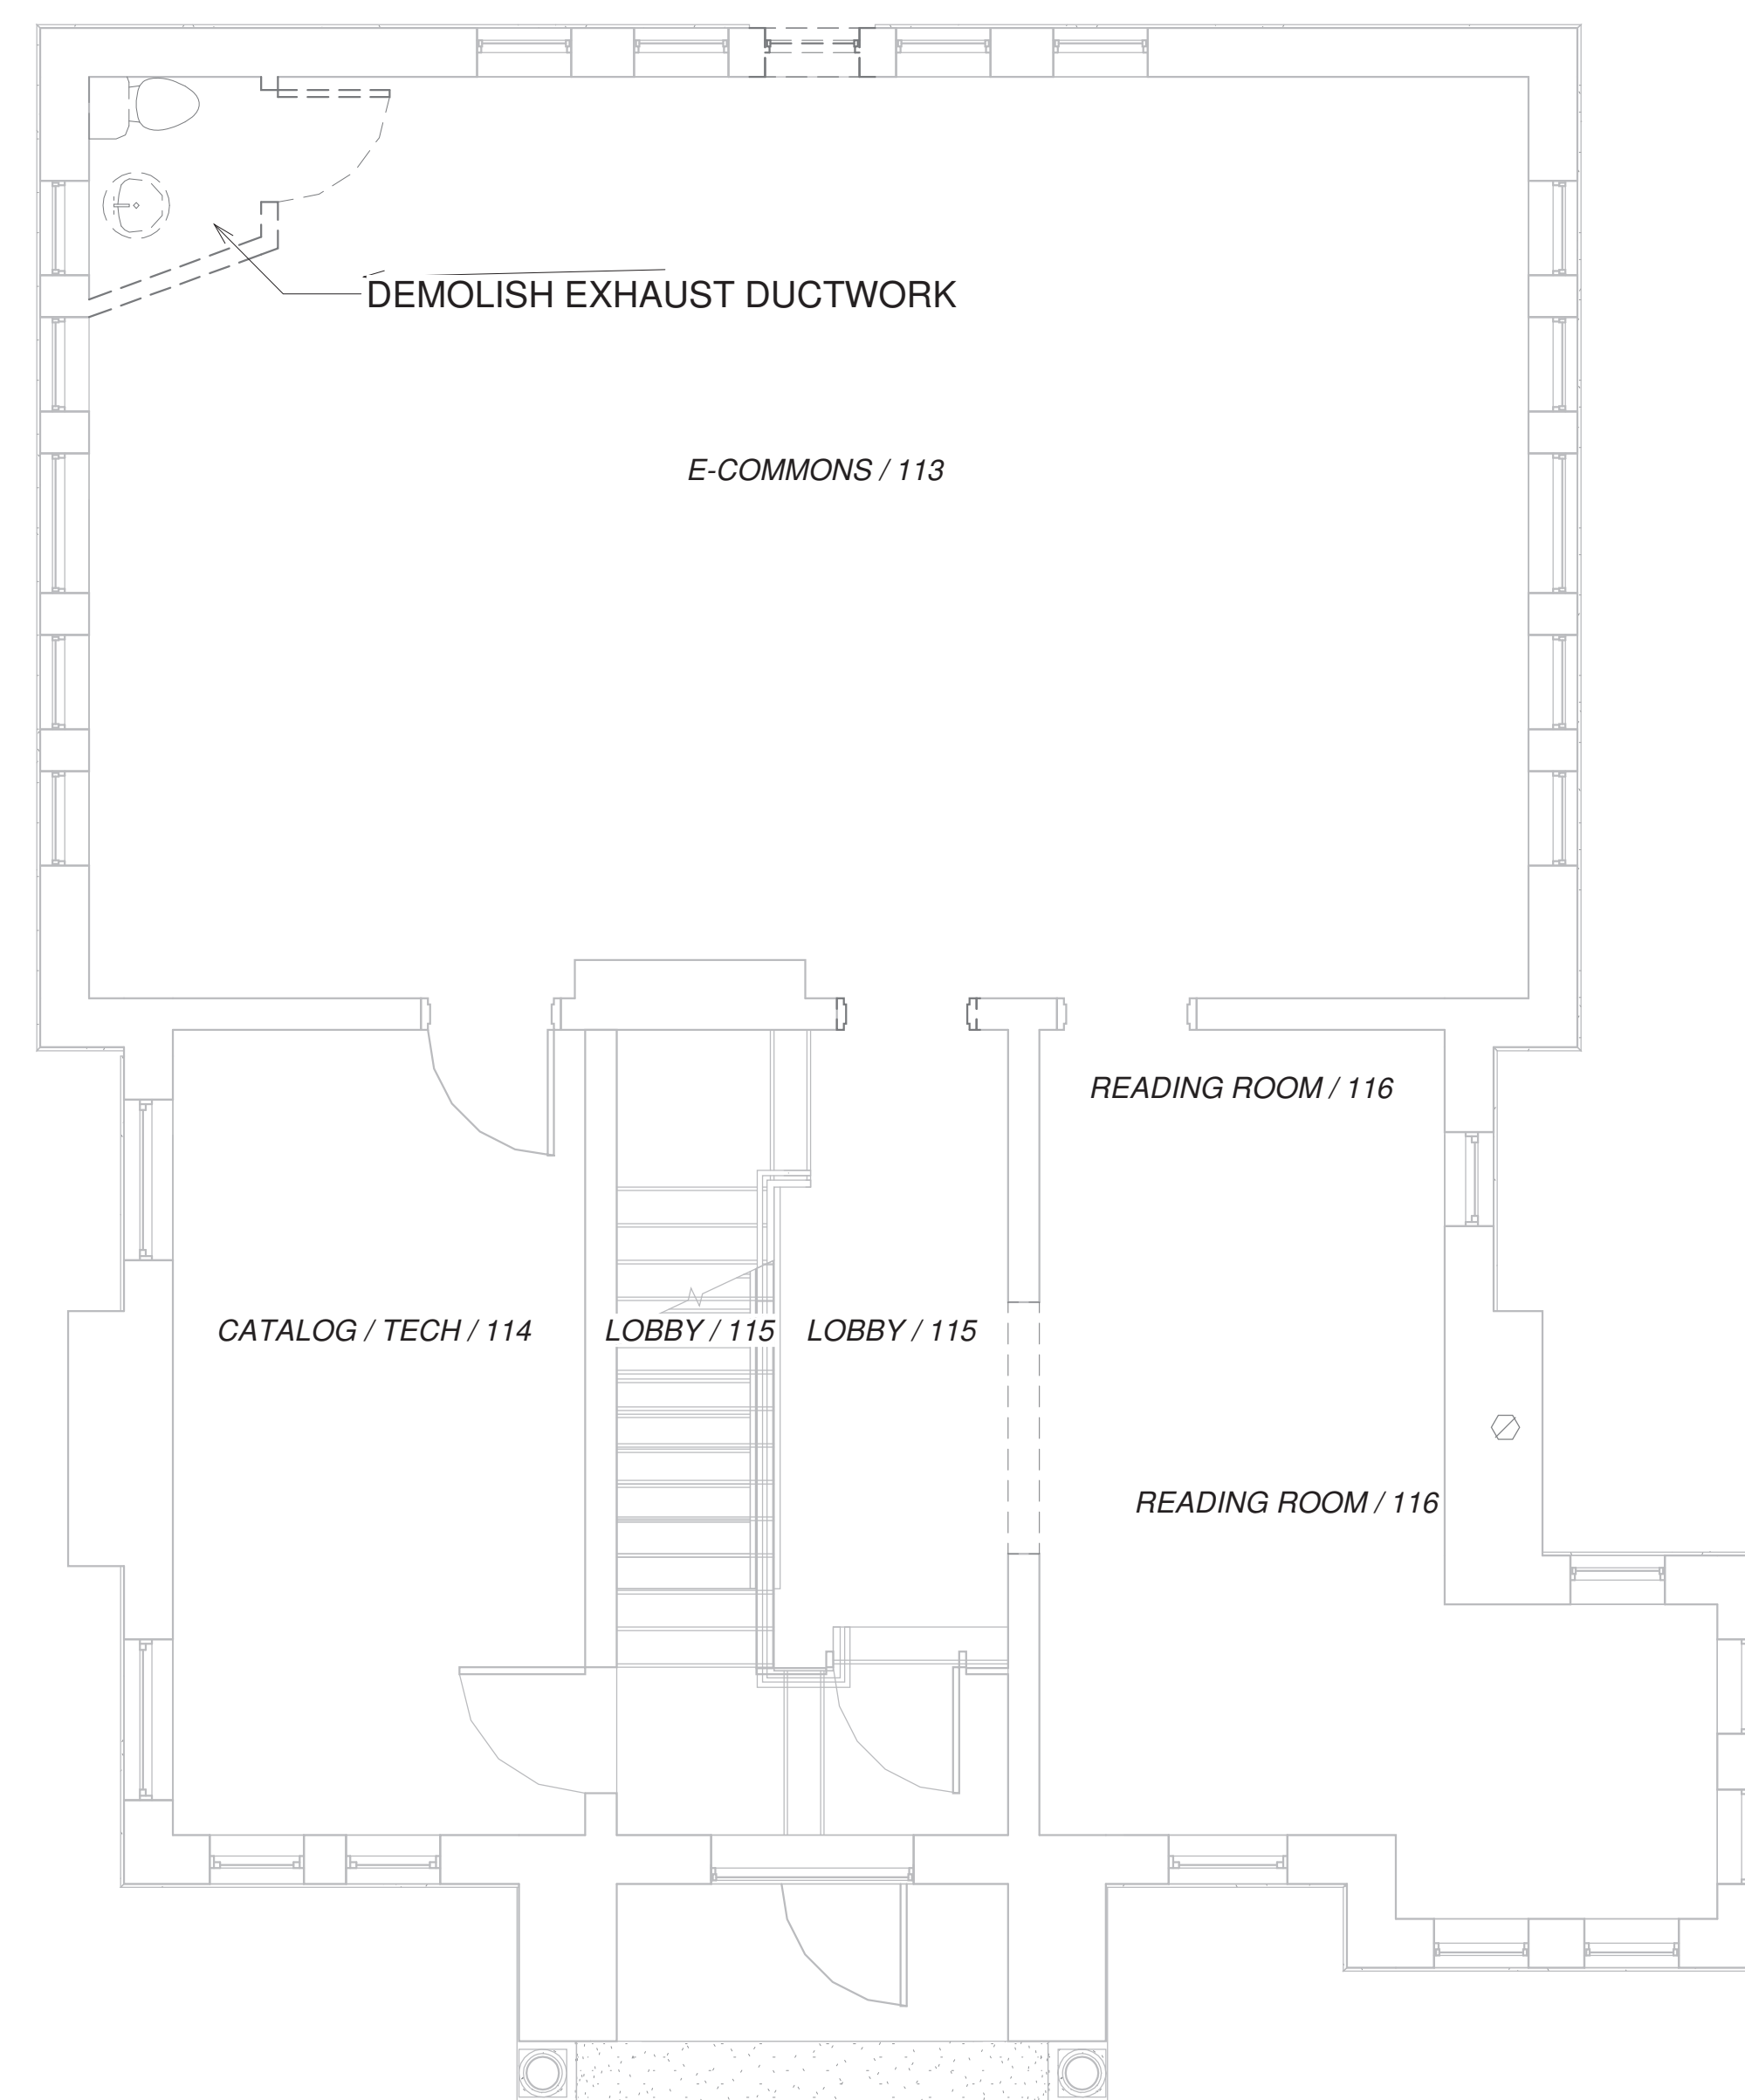 DEMOLISH EXHAUST DUCTWORK
E-COMMONS / 113
READING ROOM / 116
CATALOG / TECH / 114
LOBBY / 115
LOBBY / 115
READING ROOM / 116